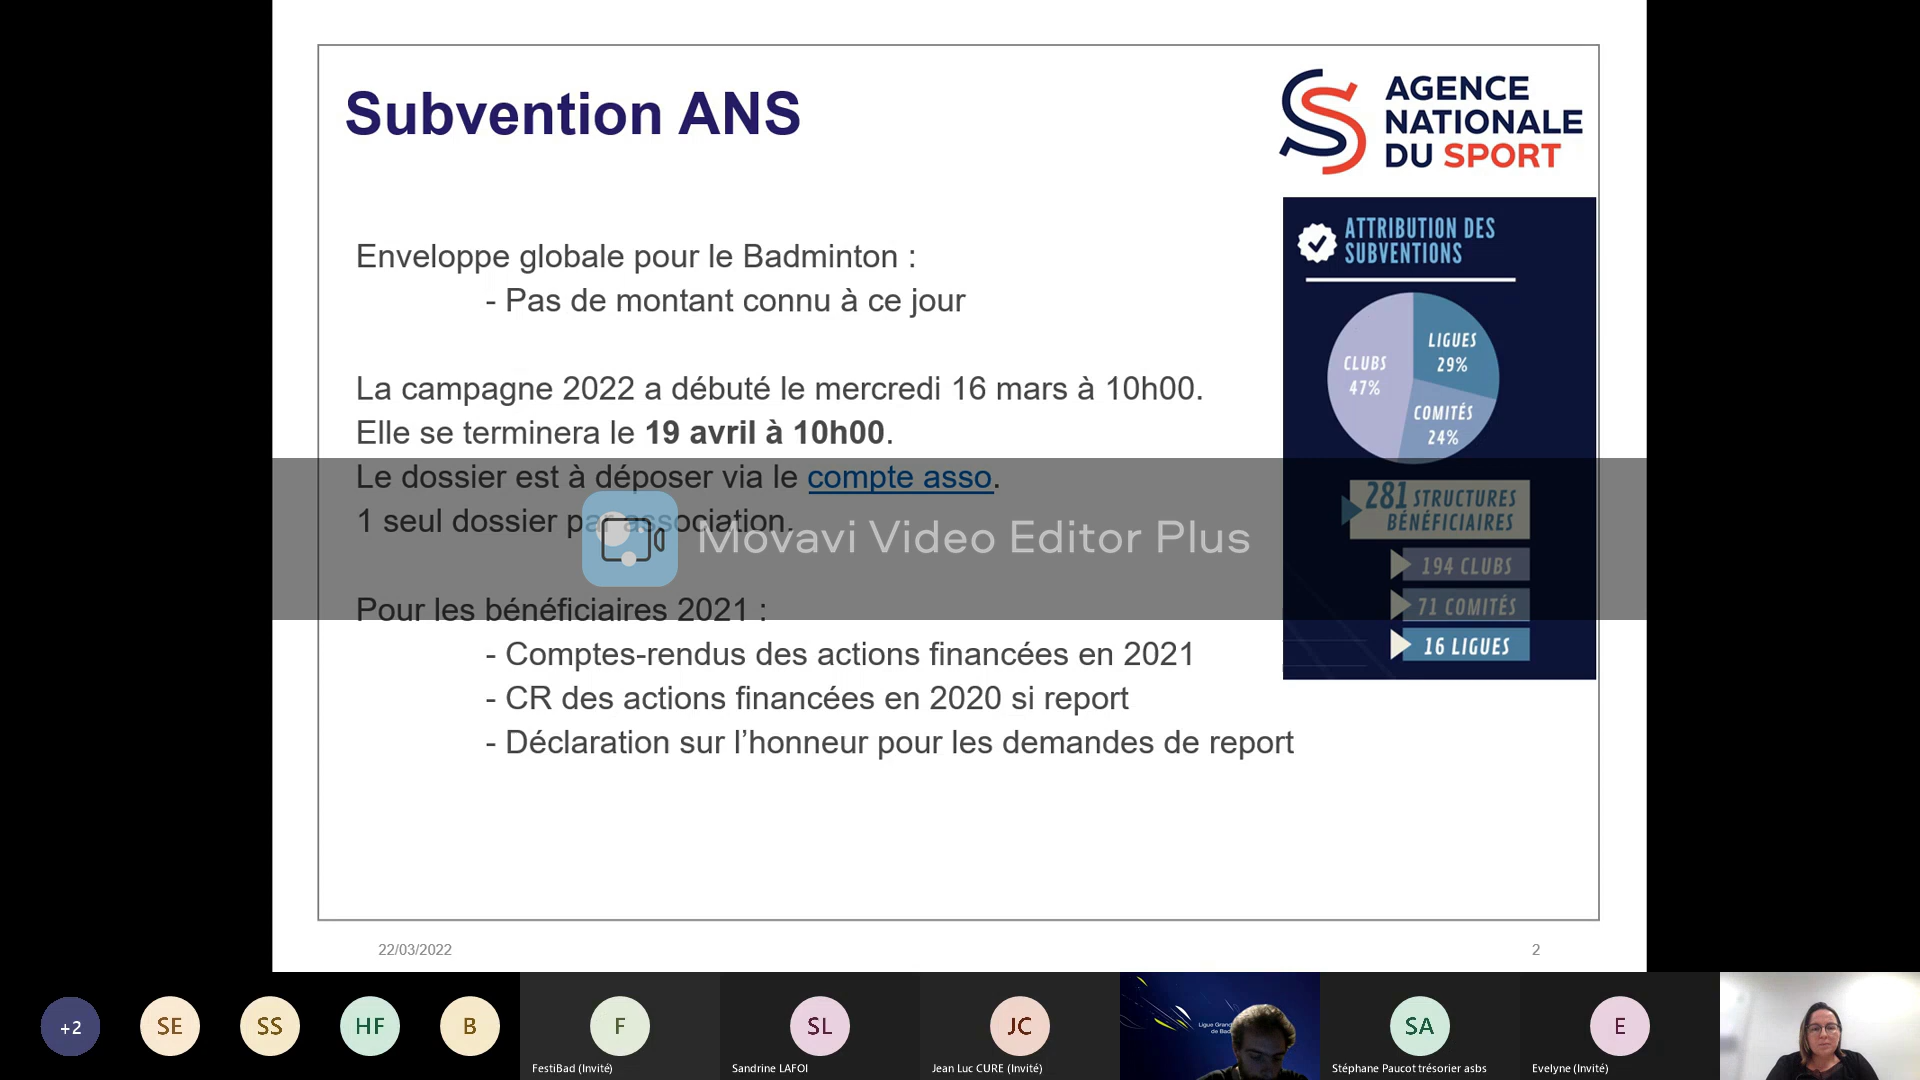 Subvention ANS
AGENCE
NATIONALE
DU SPORT
Enveloppe globale pour le Badminton :
- Pas de montant connu à ce jour
La campagne 2022 a débuté le mercredi 16 mars à 10h00.
Elle se terminera le 19 avril à 10h00.
Le dossier est à déposer via le compte asso.
1 seul dossier par association.
Movavi Video Editor Plus
Pour les bénéficiaires 2021 :
- Comptes-rendus des actions financées en 2021
- CR des actions financées en 2020 si report
- Déclaration sur l’honneur pour les demandes de report
ATTRIBUTION DES
SUBVENTIONS
LIGUES
29%
CLUBS
47%
COMITÉS
24%
281 STRUCTURES
BÉNÉFICIAIRES
194 CLUBS
71 COMITÉS
16 LIGUES
22/03/2022
2
+2
SE
SS
HF
B
F
FestiBad (Invité)
SL
Sandrine LAFOI
JC
Jean Luc CURE (Invité)
SA
Stéphane Paucot trésorier asbs
E
Evelyne (Invité)